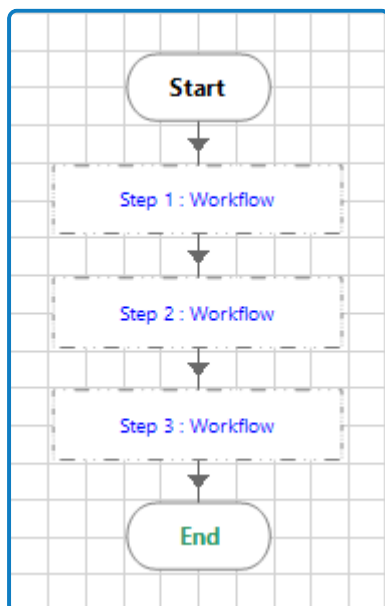 Start
Step 1 : Workflow
Step 2 : Workflow
Step 3 : Workflow
End